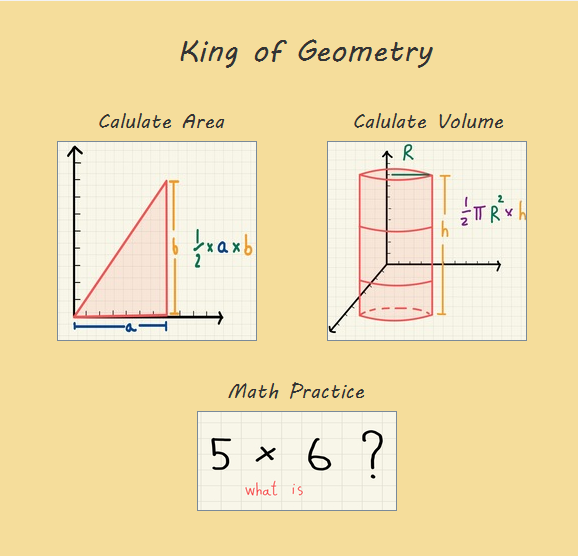 King of Geometry
Calulate Area
Calulate Volume
b
1/2 × a × b
a
R
h
1/2 π R² × h
Math Practice
5 × 6 ?
what is